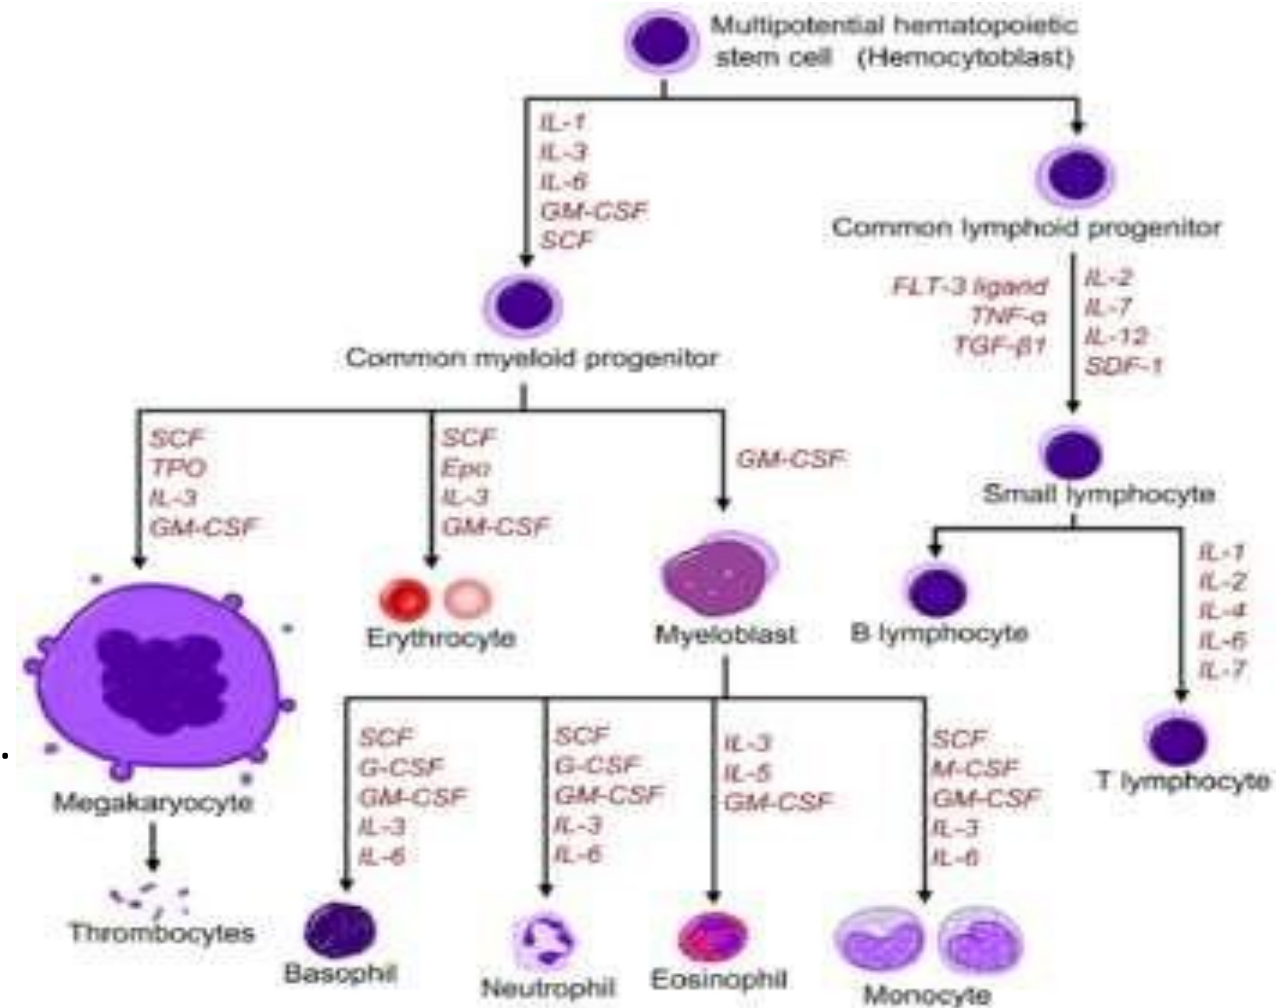 Multipotential hematopoietic
stem cell (Hemocytoblast)
IL-1
IL-3
IL-6
GM-CSF
SCF
Common lymphoid progenitor
FLT-3 ligand
TNF-α
TGF-β1
IL-2
IL-7
IL-12
SDF-1
Common myeloid progenitor
SCF
TPO
IL-3
GM-CSF
SCF
Epo
IL-3
GM-CSF
GM-CSF
Small lymphocyte
IL-1
IL-2
IL-4
IL-6
IL-7
Erythrocyte
Myeloblast
B lymphocyte
T lymphocyte
Megakaryocyte
SCF
G-CSF
GM-CSF
IL-3
IL-6
SCF
G-CSF
GM-CSF
IL-3
IL-6
IL-3
IL-5
GM-CSF
SCF
M-CSF
GM-CSF
IL-3
IL-6
Thrombocytes
Basophil
Neutrophil
Eosinophil
Monocyte